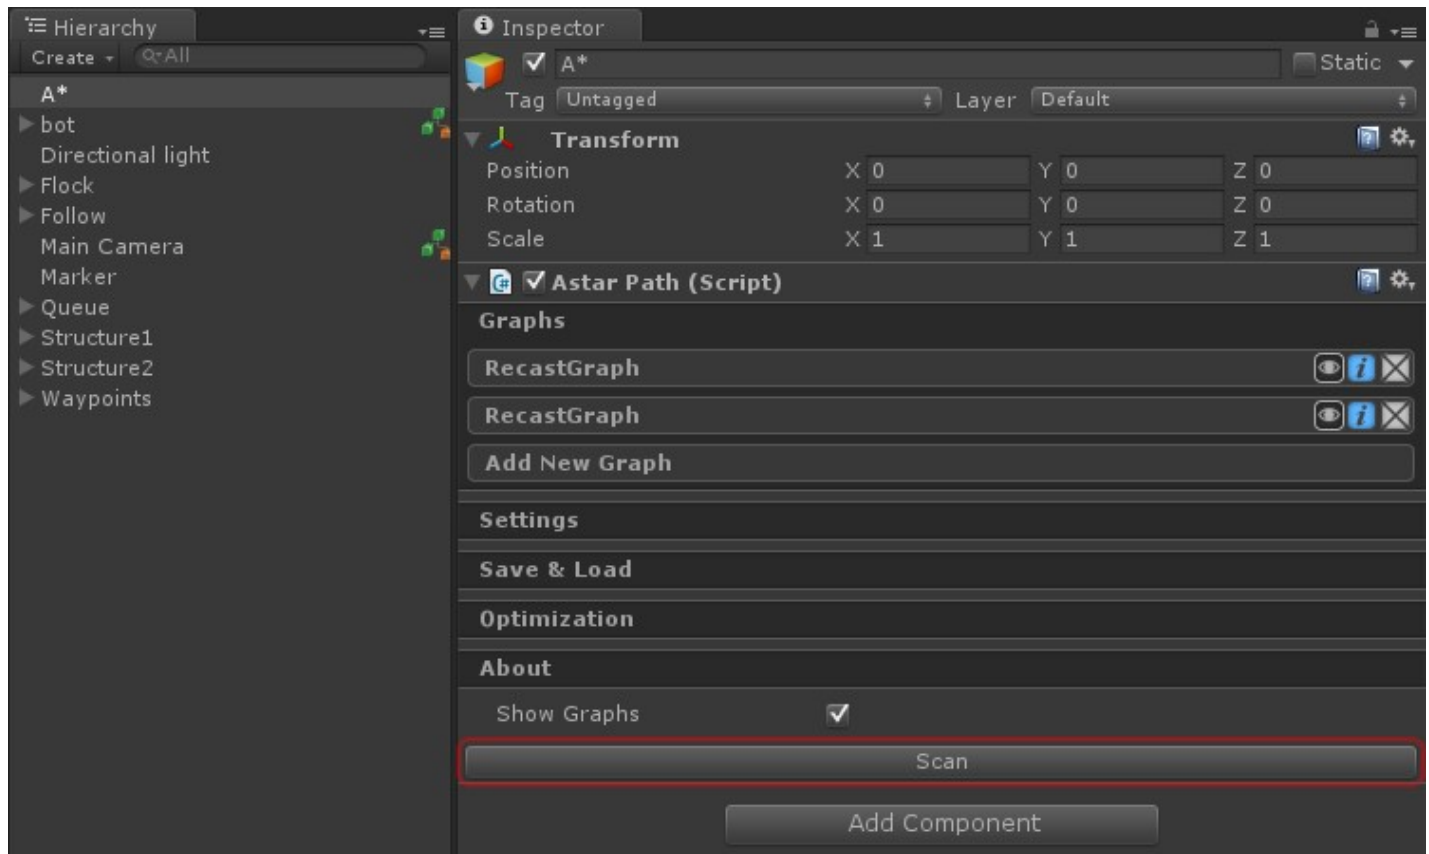 Hierarchy
Create
All
A*
bot
Directional light
Flock
Follow
Main Camera
Marker
Queue
Structure1
Structure2
Waypoints
Inspector
A*
Static
Tag Untagged Layer Default
Transform
Position X 0 Y 0 Z 0
Rotation X 0 Y 0 Z 0
Scale X 1 Y 1 Z 1
Astar Path (Script)
Graphs
RecastGraph
RecastGraph
Add New Graph
Settings
Save & Load
Optimization
About
Show Graphs
Scan
Add Component